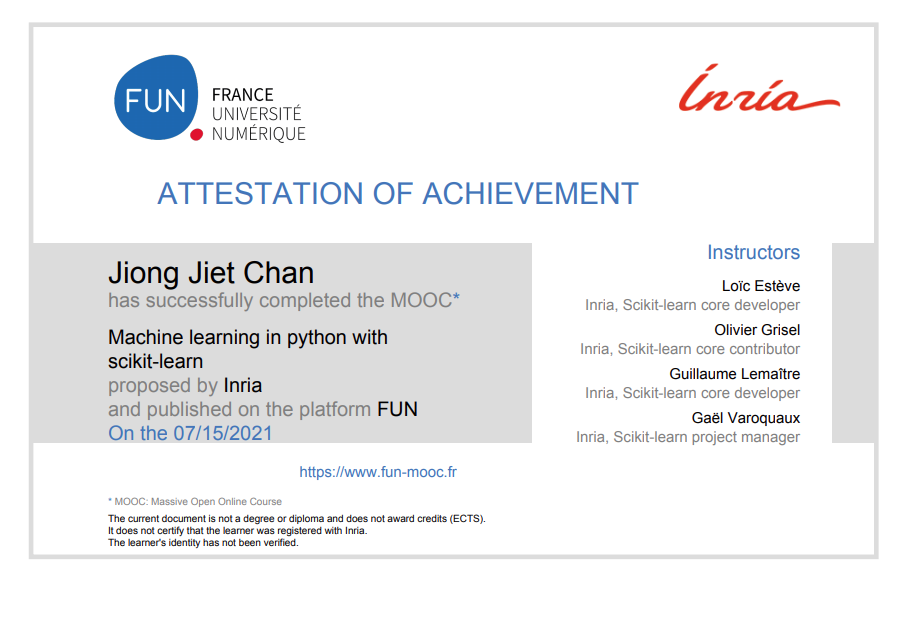 FUN
FRANCE
UNIVERSITÉ
NUMÉRIQUE
Inría
ATTESTATION OF ACHIEVEMENT
Jiong Jiet Chan
has successfully completed the MOOC*
Machine learning in python with
scikit-learn
proposed by Inria
and published on the platform FUN
On the 07/15/2021
Instructors
Loïc Estève
Inria, Scikit-learn core developer
Olivier Grisel
Inria, Scikit-learn core contributor
Guillaume Lemaître
Inria, Scikit-learn core developer
Gaël Varoquaux
Inria, Scikit-learn project manager
https://www.fun-mooc.fr
* MOOC: Massive Open Online Course
The current document is not a degree or diploma and does not award credits (ECTS).
It does not certify that the learner was registered with Inria.
The learner's identity has not been verified.